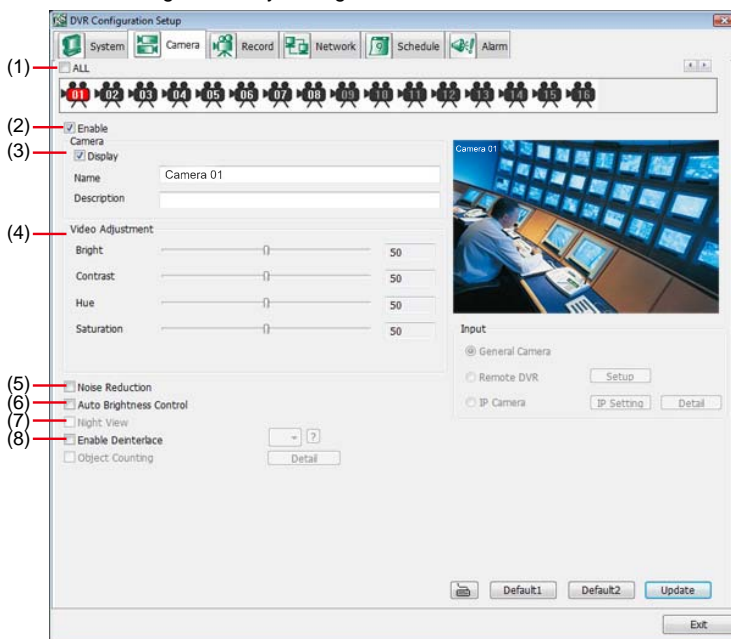 DVR Configuration Setup
System Camera Record Network Schedule Alarm
(1) ALL
01 02 03 04 05 06 07 08 09 10 11 12 13 14 15 16
(2) Enable
Camera
(3) Display
Name Camera 01
Description
Camera 01
(4) Video Adjustment
Bright 50
Contrast 50
Hue 50
Saturation 50
Input
General Camera
Remote DVR Setup
IP Camera IP Setting Detail
(5) Noise Reduction
(6) Auto Brightness Control
(7) Night View
(8) Enable Deinterlace ?
Object Counting Detail
Default1 Default2 Update
Exit